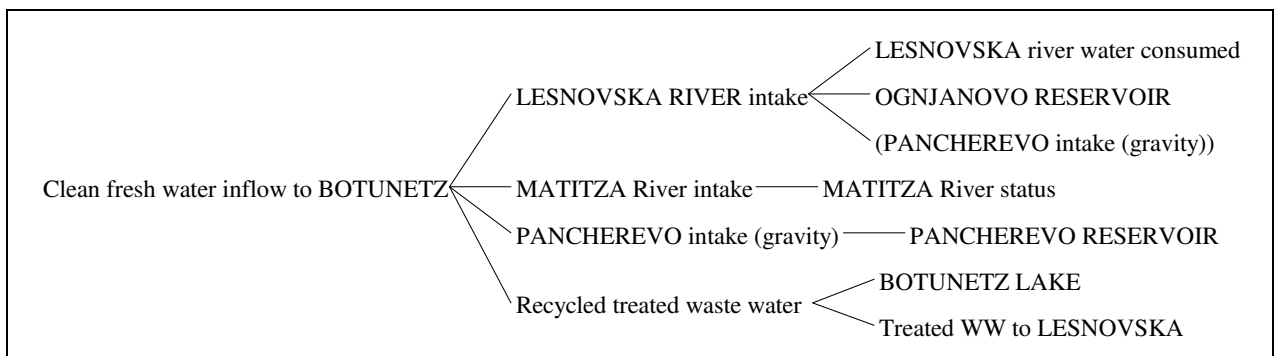 LESNOVSKA river water consumed
LESNOVSKA RIVER intake
OGNJANOVO RESERVOIR
(PANCHEREVO intake (gravity))
Clean fresh water inflow to BOTUNETZ
MATITZA River intake
MATITZA River status
PANCHEREVO intake (gravity)
PANCHEREVO RESERVOIR
BOTUNETZ LAKE
Recycled treated waste water
Treated WW to LESNOVSKA